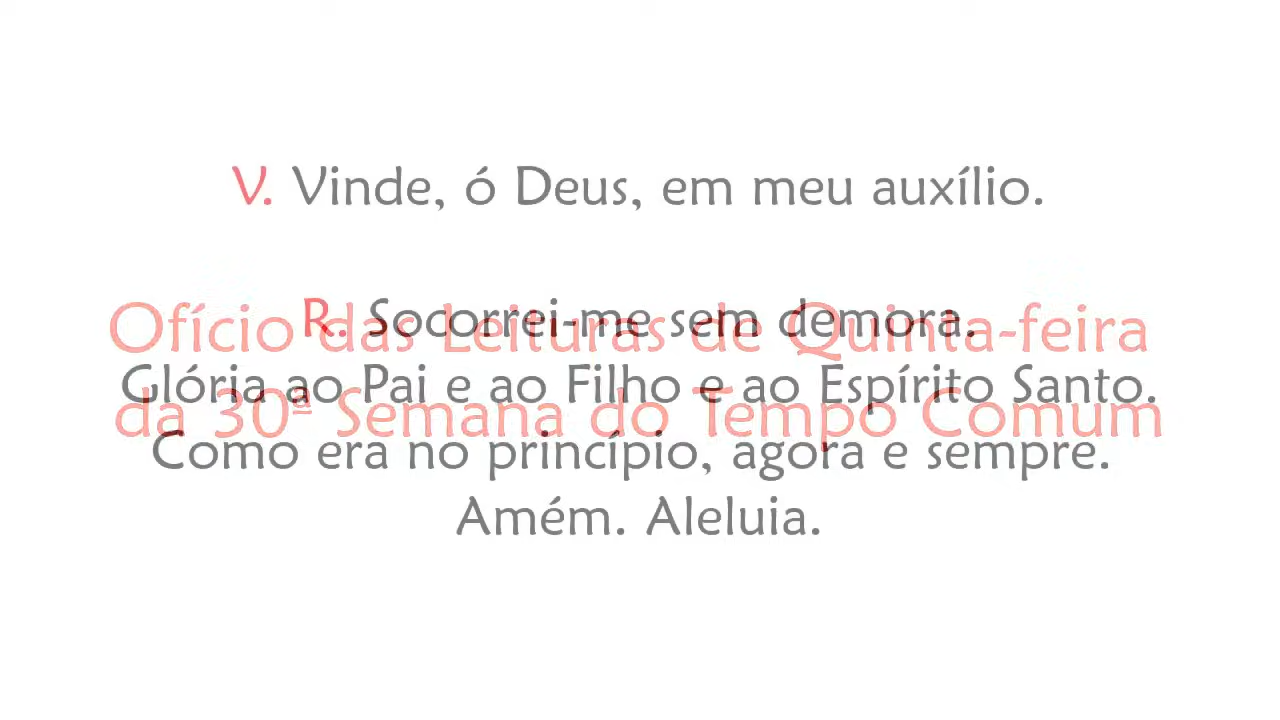 V. Vinde, ó Deus, em meu auxílio.
R. Socorrei-me sem demora.
Ofício das Leituras de Quinta-feira
Glória ao Pai e ao Filho e ao Espírito Santo.
da 30ª Semana do Tempo Comum
Como era no princípio, agora e sempre.
Amém. Aleluia.